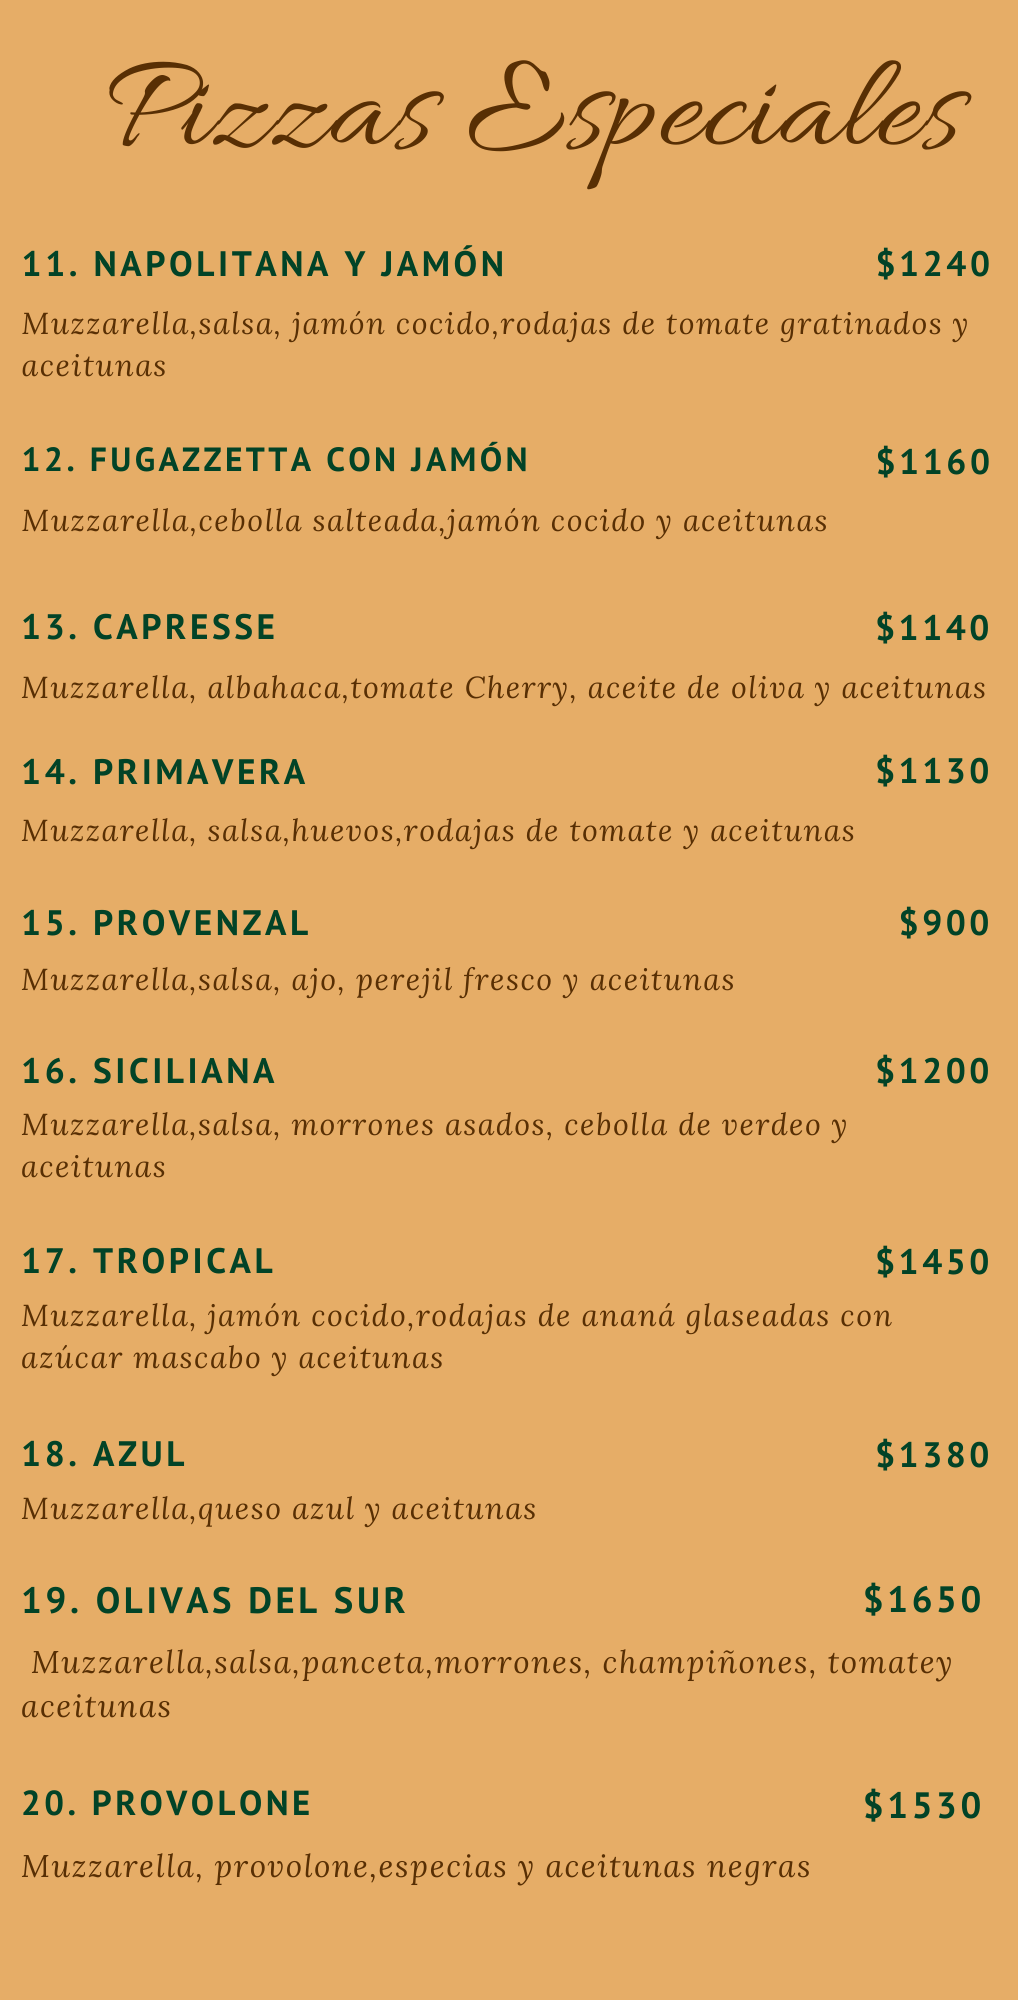 Pizzas Especiales
11. NAPOLITANA Y JAMÓN $1240
Muzzarella,salsa, jamón cocido,rodajas de tomate gratinados y
aceitunas
12. FUGAZZETTA CON JAMÓN $1160
Muzzarella,cebolla salteada,jamón cocido y aceitunas
13. CAPRESSE $1140
Muzzarella, albahaca,tomate Cherry, aceite de oliva y aceitunas
14. PRIMAVERA $1130
Muzzarella, salsa,huevos,rodajas de tomate y aceitunas
15. PROVENZAL $900
Muzzarella,salsa, ajo, perejil fresco y aceitunas
16. SICILIANA $1200
Muzzarella,salsa, morrones asados, cebolla de verdeo y
aceitunas
17. TROPICAL $1450
Muzzarella, jamón cocido,rodajas de ananá glaseadas con
azúcar mascabo y aceitunas
18. AZUL $1380
Muzzarella,queso azul y aceitunas
19. OLIVAS DEL SUR $1650
Muzzarella,salsa,panceta,morrones, champiñones, tomatey
aceitunas
20. PROVOLONE $1530
Muzzarella, provolone,especias y aceitunas negras